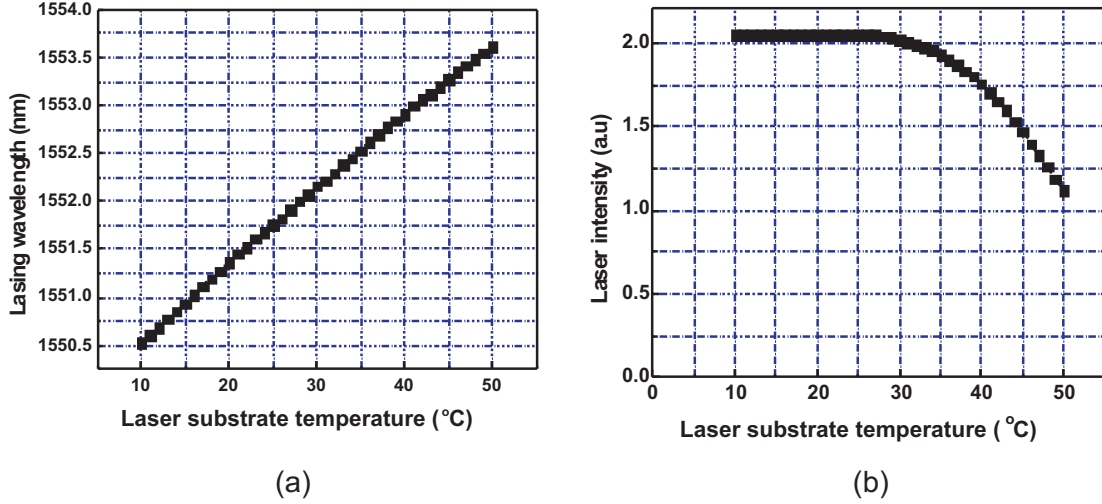 1554.0
1553.5
1553.0
1552.5
1552.0
1551.5
1551.0
1550.5
Lasing wavelength (nm)
10 20 30 40 50
Laser substrate temperature (°C)
(a)
2.0
1.5
1.0
0.5
0.0
Laser intensity (a.u)
0 10 20 30 40 50
Laser substrate temperature ( °C)
(b)